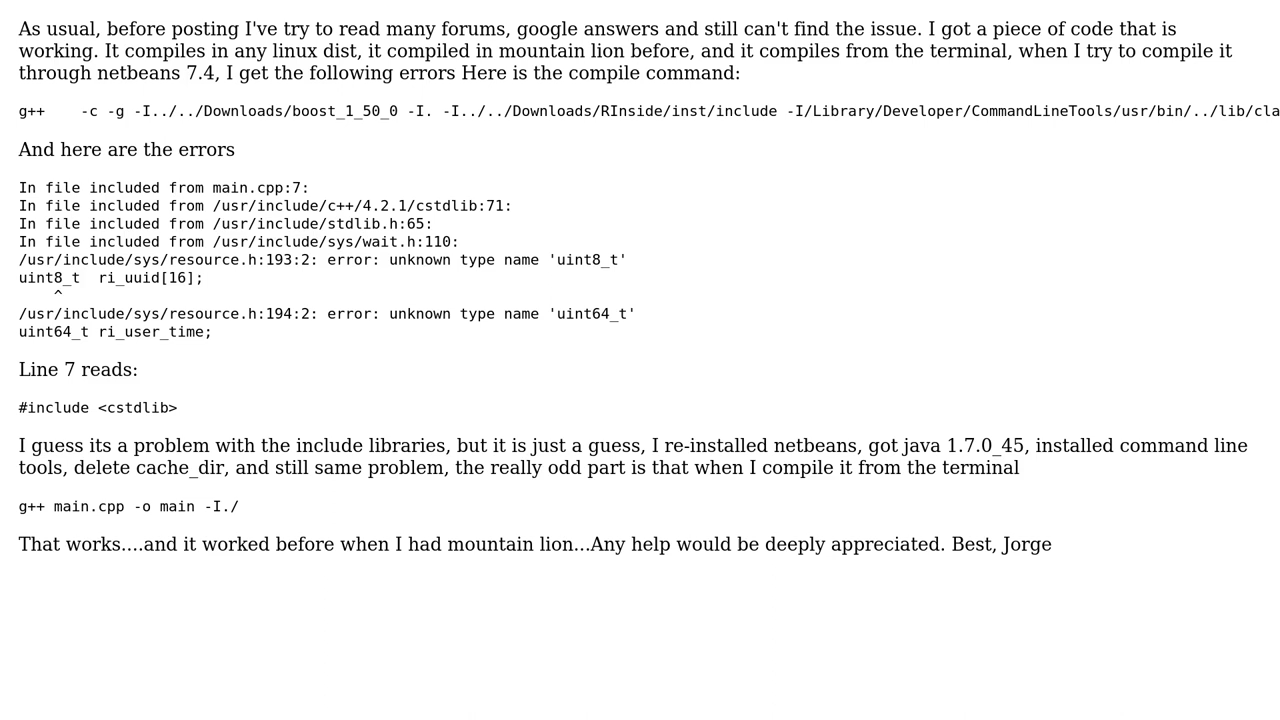 As usual, before posting I've try to read many forums, google answers and still can't find the issue. I got a piece of code that is
working. It compiles in any linux dist, it compiled in mountain lion before, and it compiles from the terminal, when I try to compile it
through netbeans 7.4, I get the following errors Here is the compile command:
g++    -c -g -I../../Downloads/boost_1_50_0 -I. -I../../Downloads/RInside/inst/include -I/Library/Developer/CommandLineTools/usr/bin/../lib/cla
And here are the errors
In file included from main.cpp:7:
In file included from /usr/include/c++/4.2.1/cstdlib:71:
In file included from /usr/include/stdlib.h:65:
In file included from /usr/include/sys/wait.h:110:
/usr/include/sys/resource.h:193:2: error: unknown type name 'uint8_t'
uint8_t  ri_uuid[16];
    ^
/usr/include/sys/resource.h:194:2: error: unknown type name 'uint64_t'
uint64_t ri_user_time;
Line 7 reads:
#include <cstdlib>
I guess its a problem with the include libraries, but it is just a guess, I re-installed netbeans, got java 1.7.0_45, installed command line
tools, delete cache_dir, and still same problem, the really odd part is that when I compile it from the terminal
g++ main.cpp -o main -I./
That works....and it worked before when I had mountain lion...Any help would be deeply appreciated. Best, Jorge